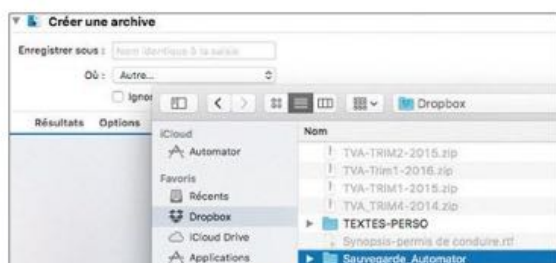 Créer une archive
Enregistrer sous : Nom identique à la saisie
Où : Autre...
Ignor
Résultats Options
Dropbox
iCloud
Automator
Favoris
Récents
Dropbox
iCloud Drive
Applications
Nom
TVA-TRIM2-2015.zip
TVA-Trim1-2016.zip
TVA-TRIM1-2015.zip
TVA_TRIM4-2014.zip
TEXTES-PERSO
Synopsis-permis de conduire.rtf
Sauvegarde_Automator